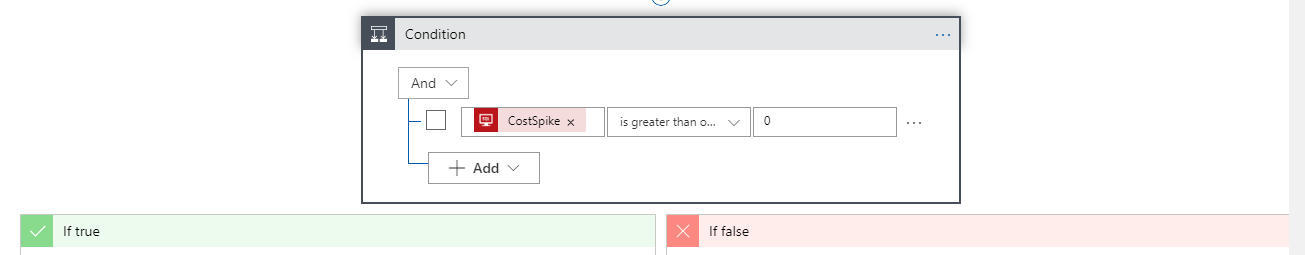 Condition
And
CostSpike
is greater than o...
0
Add
If true
If false